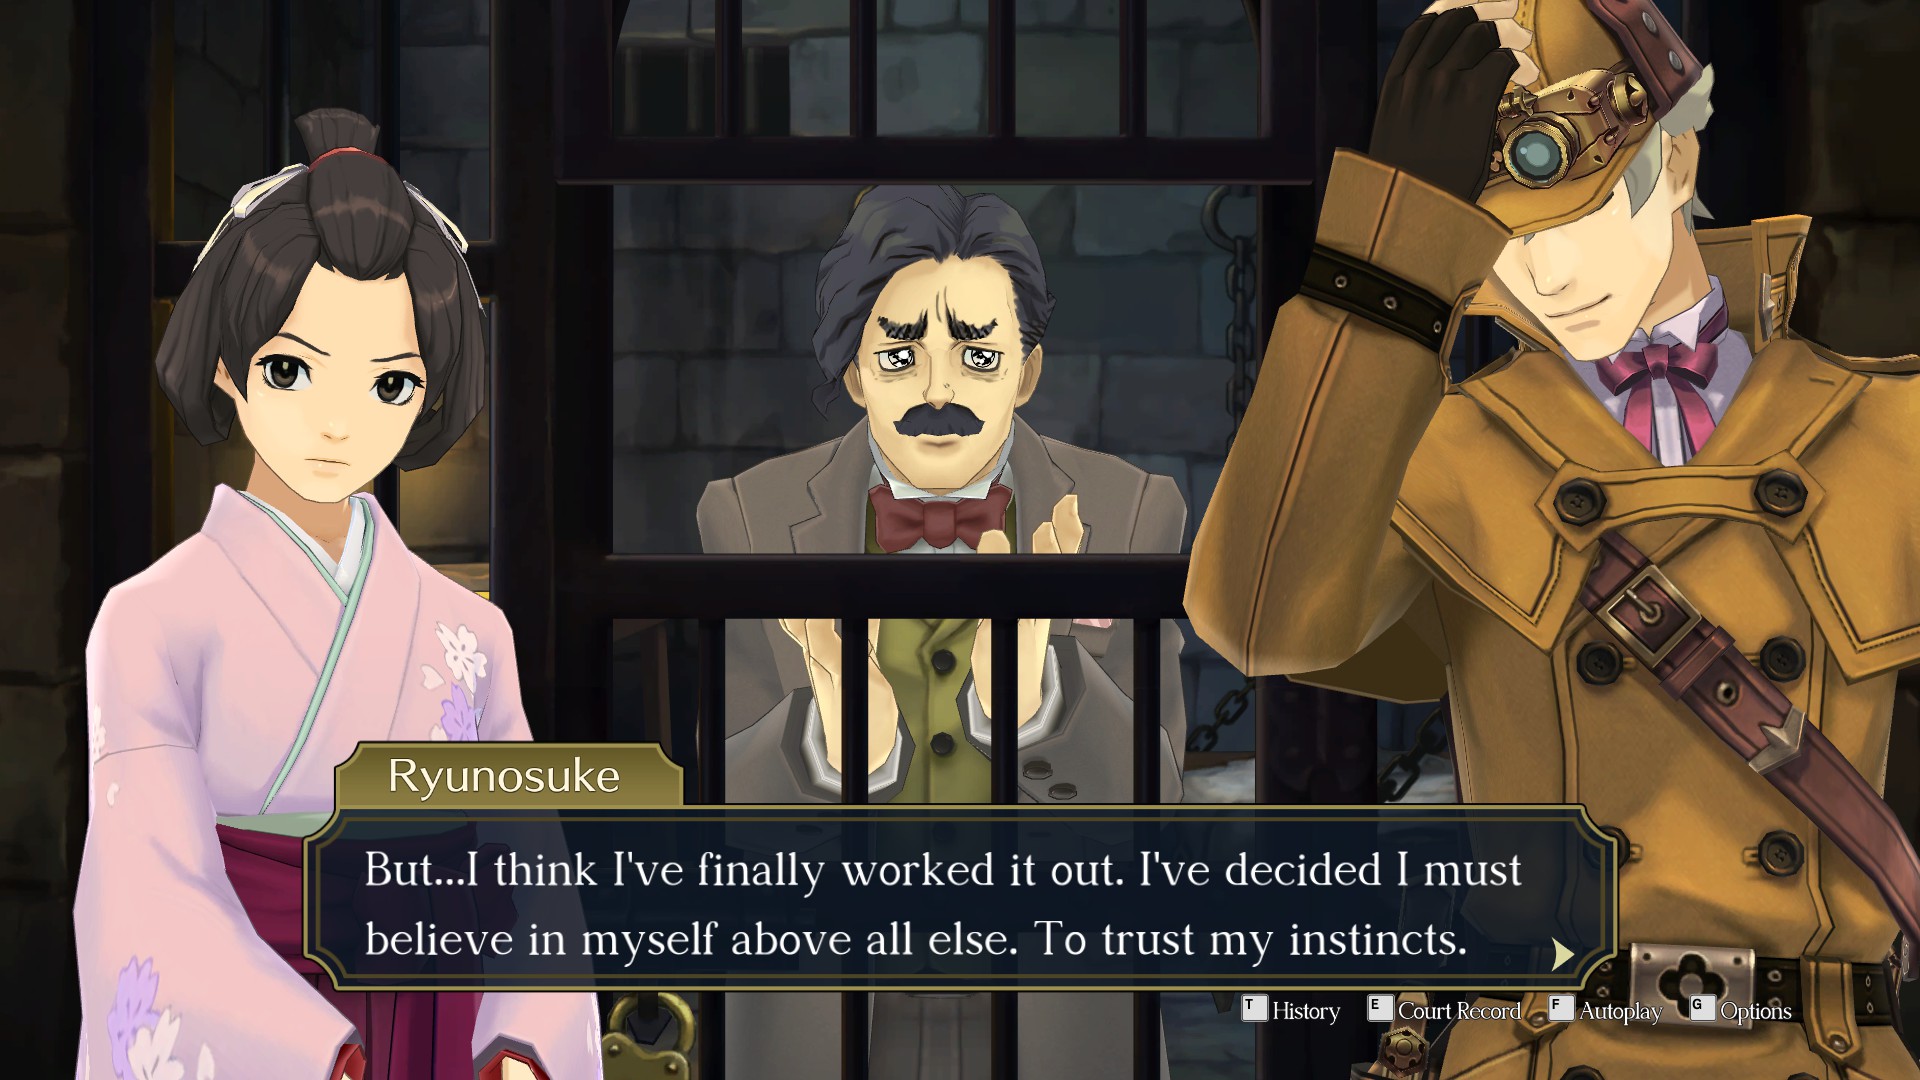 Ryunosuke
But...I think I've finally worked it out. I've decided I must
believe in myself above all else. To trust my instincts.
T History E Court Record F Autoplay G Options